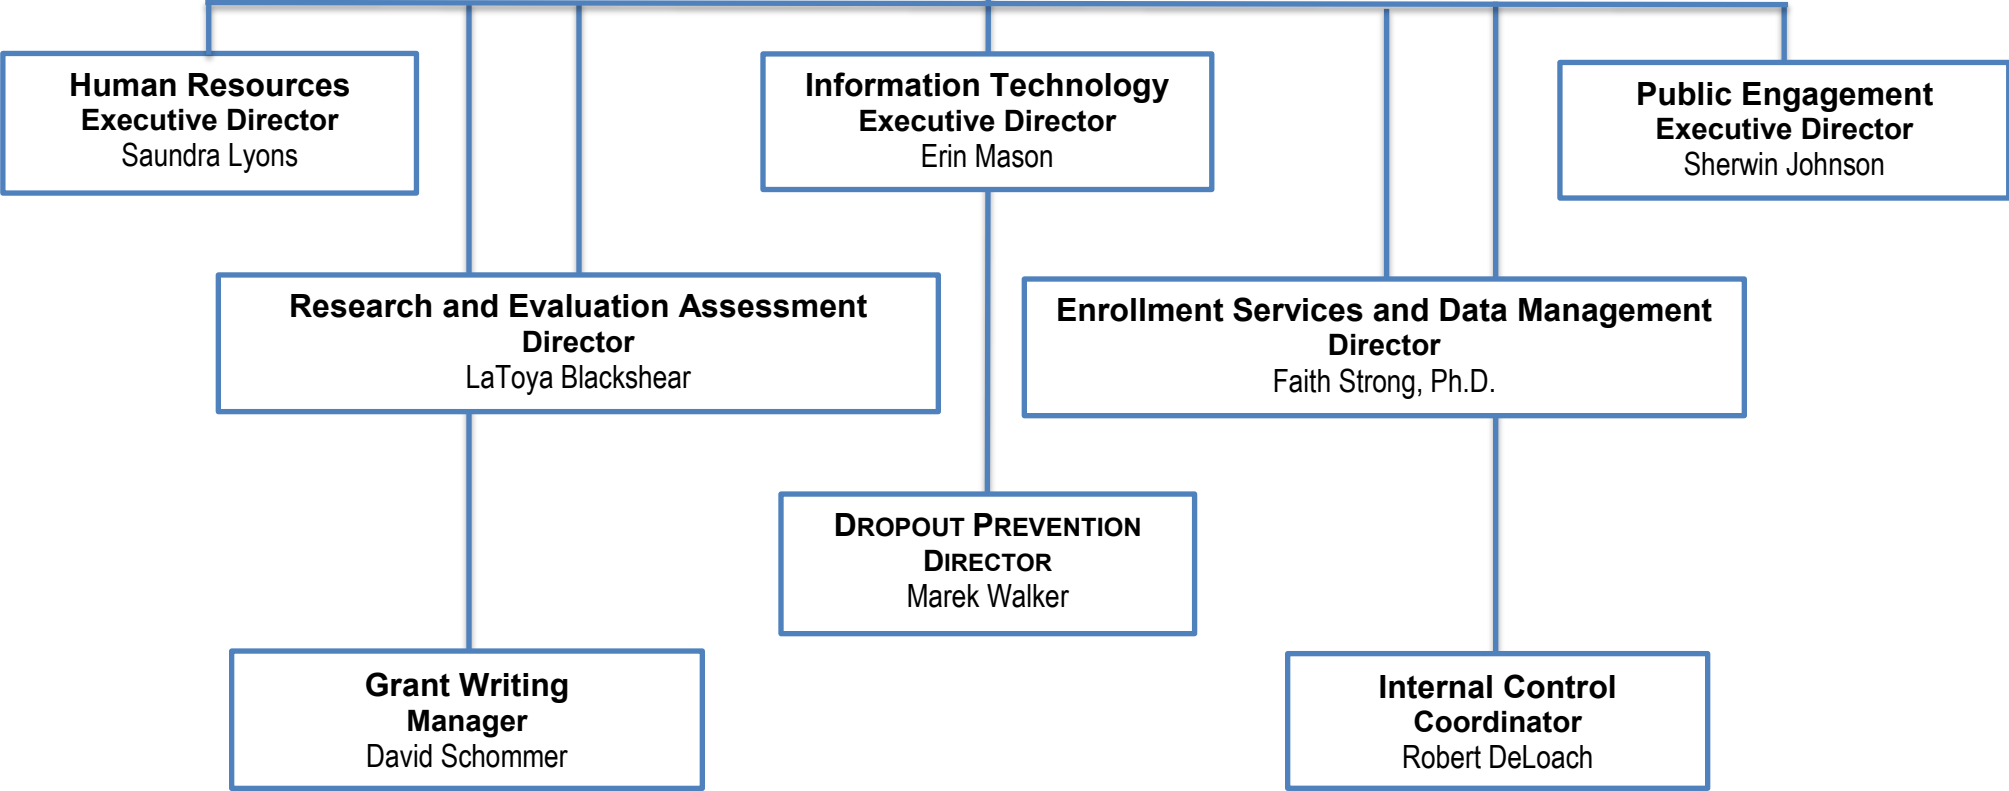 Human Resources
Executive Director
Saundra Lyons
Information Technology
Executive Director
Erin Mason
Public Engagement
Executive Director
Sherwin Johnson
Research and Evaluation Assessment
Director
LaToya Blackshear
Enrollment Services and Data Management
Director
Faith Strong, Ph.D.
DROPOUT PREVENTION
DIRECTOR
Marek Walker
Grant Writing
Manager
David Schommer
Internal Control
Coordinator
Robert DeLoach